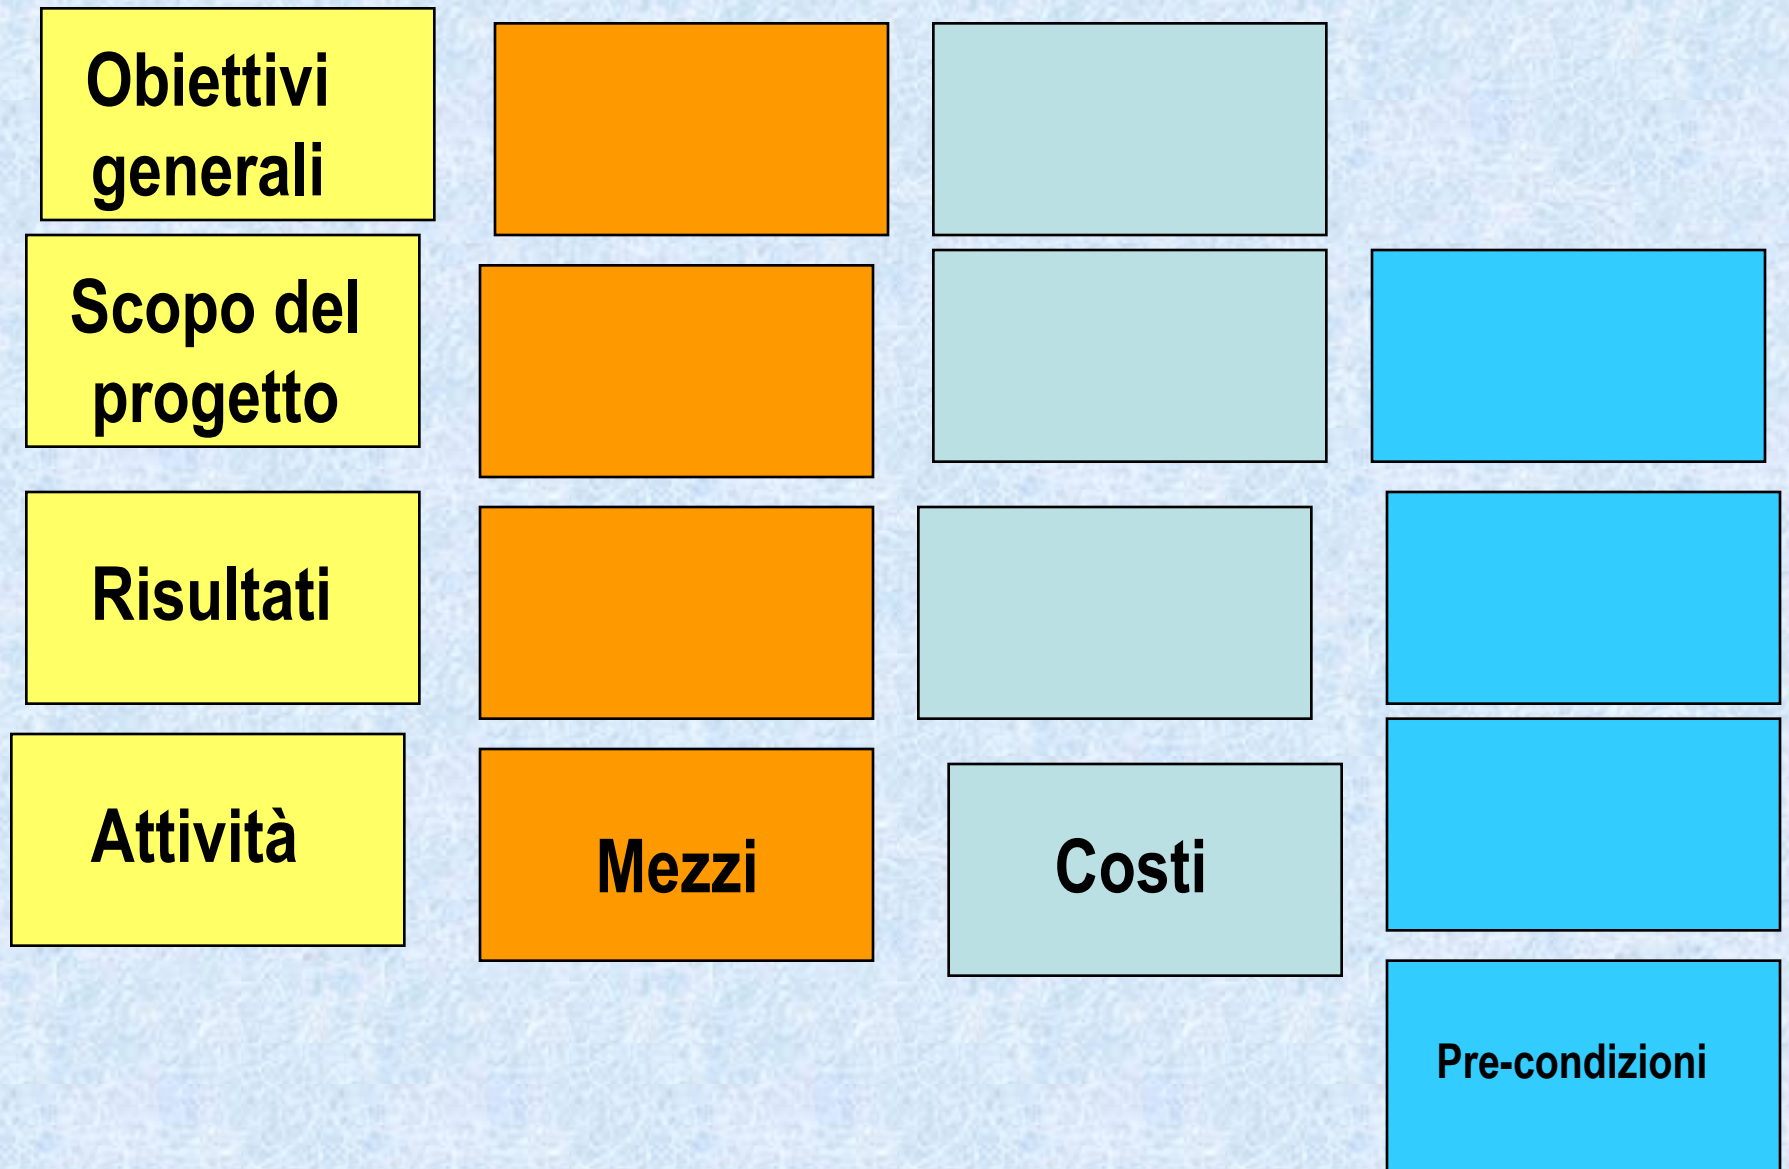 Obiettivi
generali
Scopo del
progetto
Risultati
Attività
Mezzi
Costi
Pre-condizioni